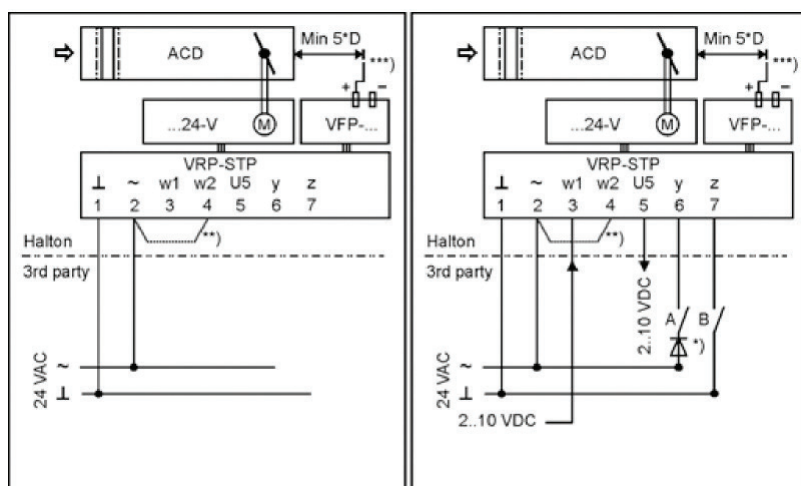 ACD
Min 5*D
***)
+ −
...24-V
M
VFP-...
VRP-STP
⊥ ~ w1 w2 U5 y z
1 2 3 4 5 6 7
**)
Halton
3rd party
24 VAC
~
⊥
ACD
Min 5*D
***)
+ −
...24-V
M
VFP-...
VRP-STP
⊥ ~ w1 w2 U5 y z
1 2 3 4 5 6 7
**)
Halton
3rd party
2..10 VDC
A
B
*)
24 VAC
~
⊥
2..10 VDC